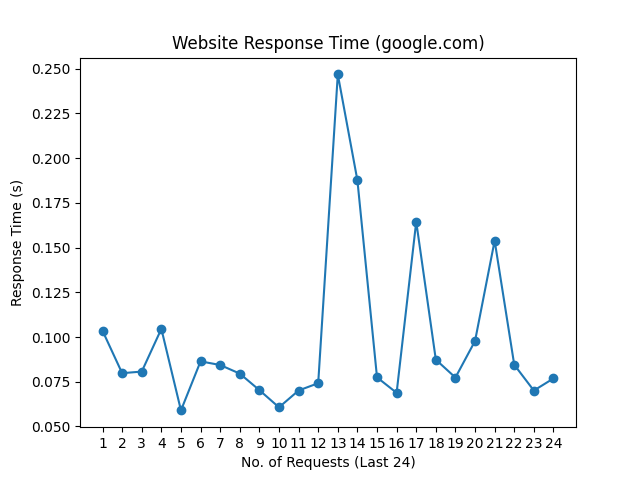 Website Response Time (google.com)
0.250
0.225
0.200
0.175
0.150
0.125
0.100
0.075
0.050
Response Time (s)
1 2 3 4 5 6 7 8 9 10 11 12 13 14 15 16 17 18 19 20 21 22 23 24
No. of Requests (Last 24)